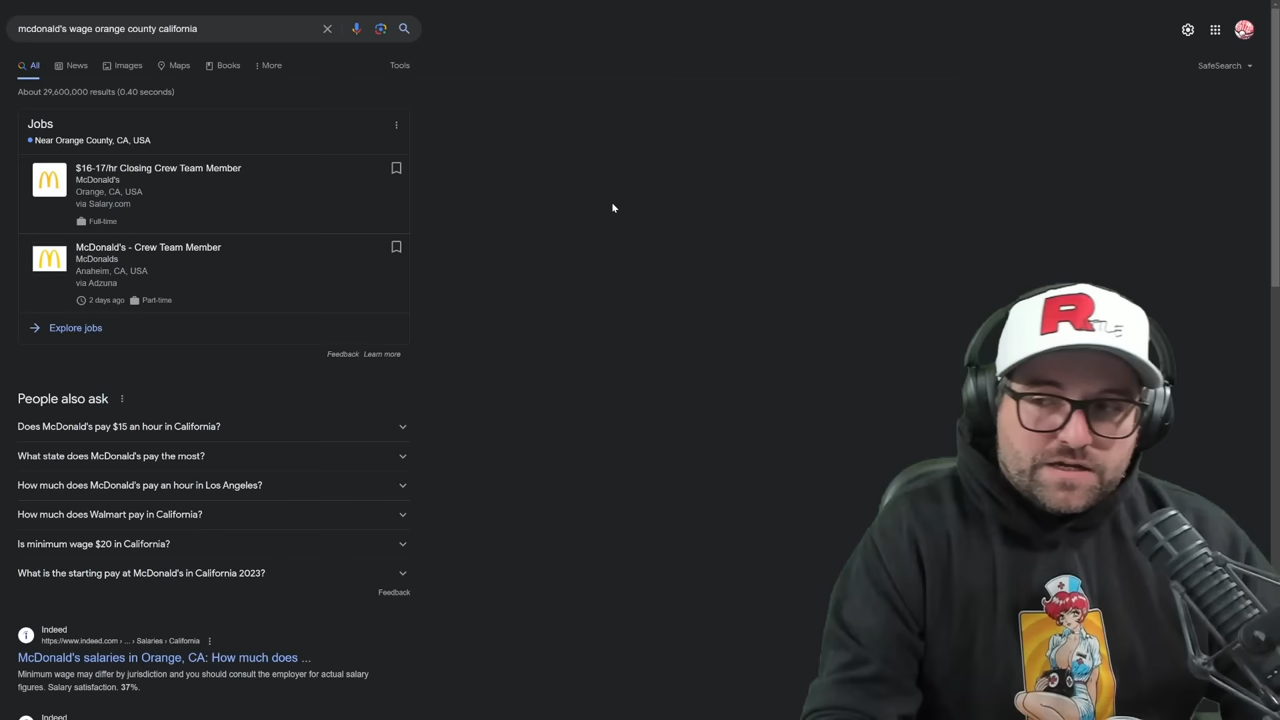 mcdonald's wage orange county california
All
News
Images
Maps
Books
More
Tools
SafeSearch
About 29,600,000 results (0.40 seconds)
Jobs
Near Orange County, CA, USA
$16-17/hr Closing Crew Team Member
McDonald's
Orange, CA, USA
via Salary.com
Full-time
McDonald's - Crew Team Member
McDonalds
Anaheim, CA, USA
via Adzuna
2 days ago Part-time
Explore jobs
Feedback Learn more
People also ask
Does McDonald's pay $15 an hour in California?
What state does McDonald's pay the most?
How much does McDonald's pay an hour in Los Angeles?
How much does Walmart pay in California?
Is minimum wage $20 in California?
What is the starting pay at McDonald's in California 2023?
Feedback
Indeed
https://www.indeed.com › ... › Salaries › California
McDonald's salaries in Orange, CA: How much does ...
Minimum wage may differ by jurisdiction and you should consult the employer for actual salary
figures. Salary satisfaction. 37%.
Indeed
R